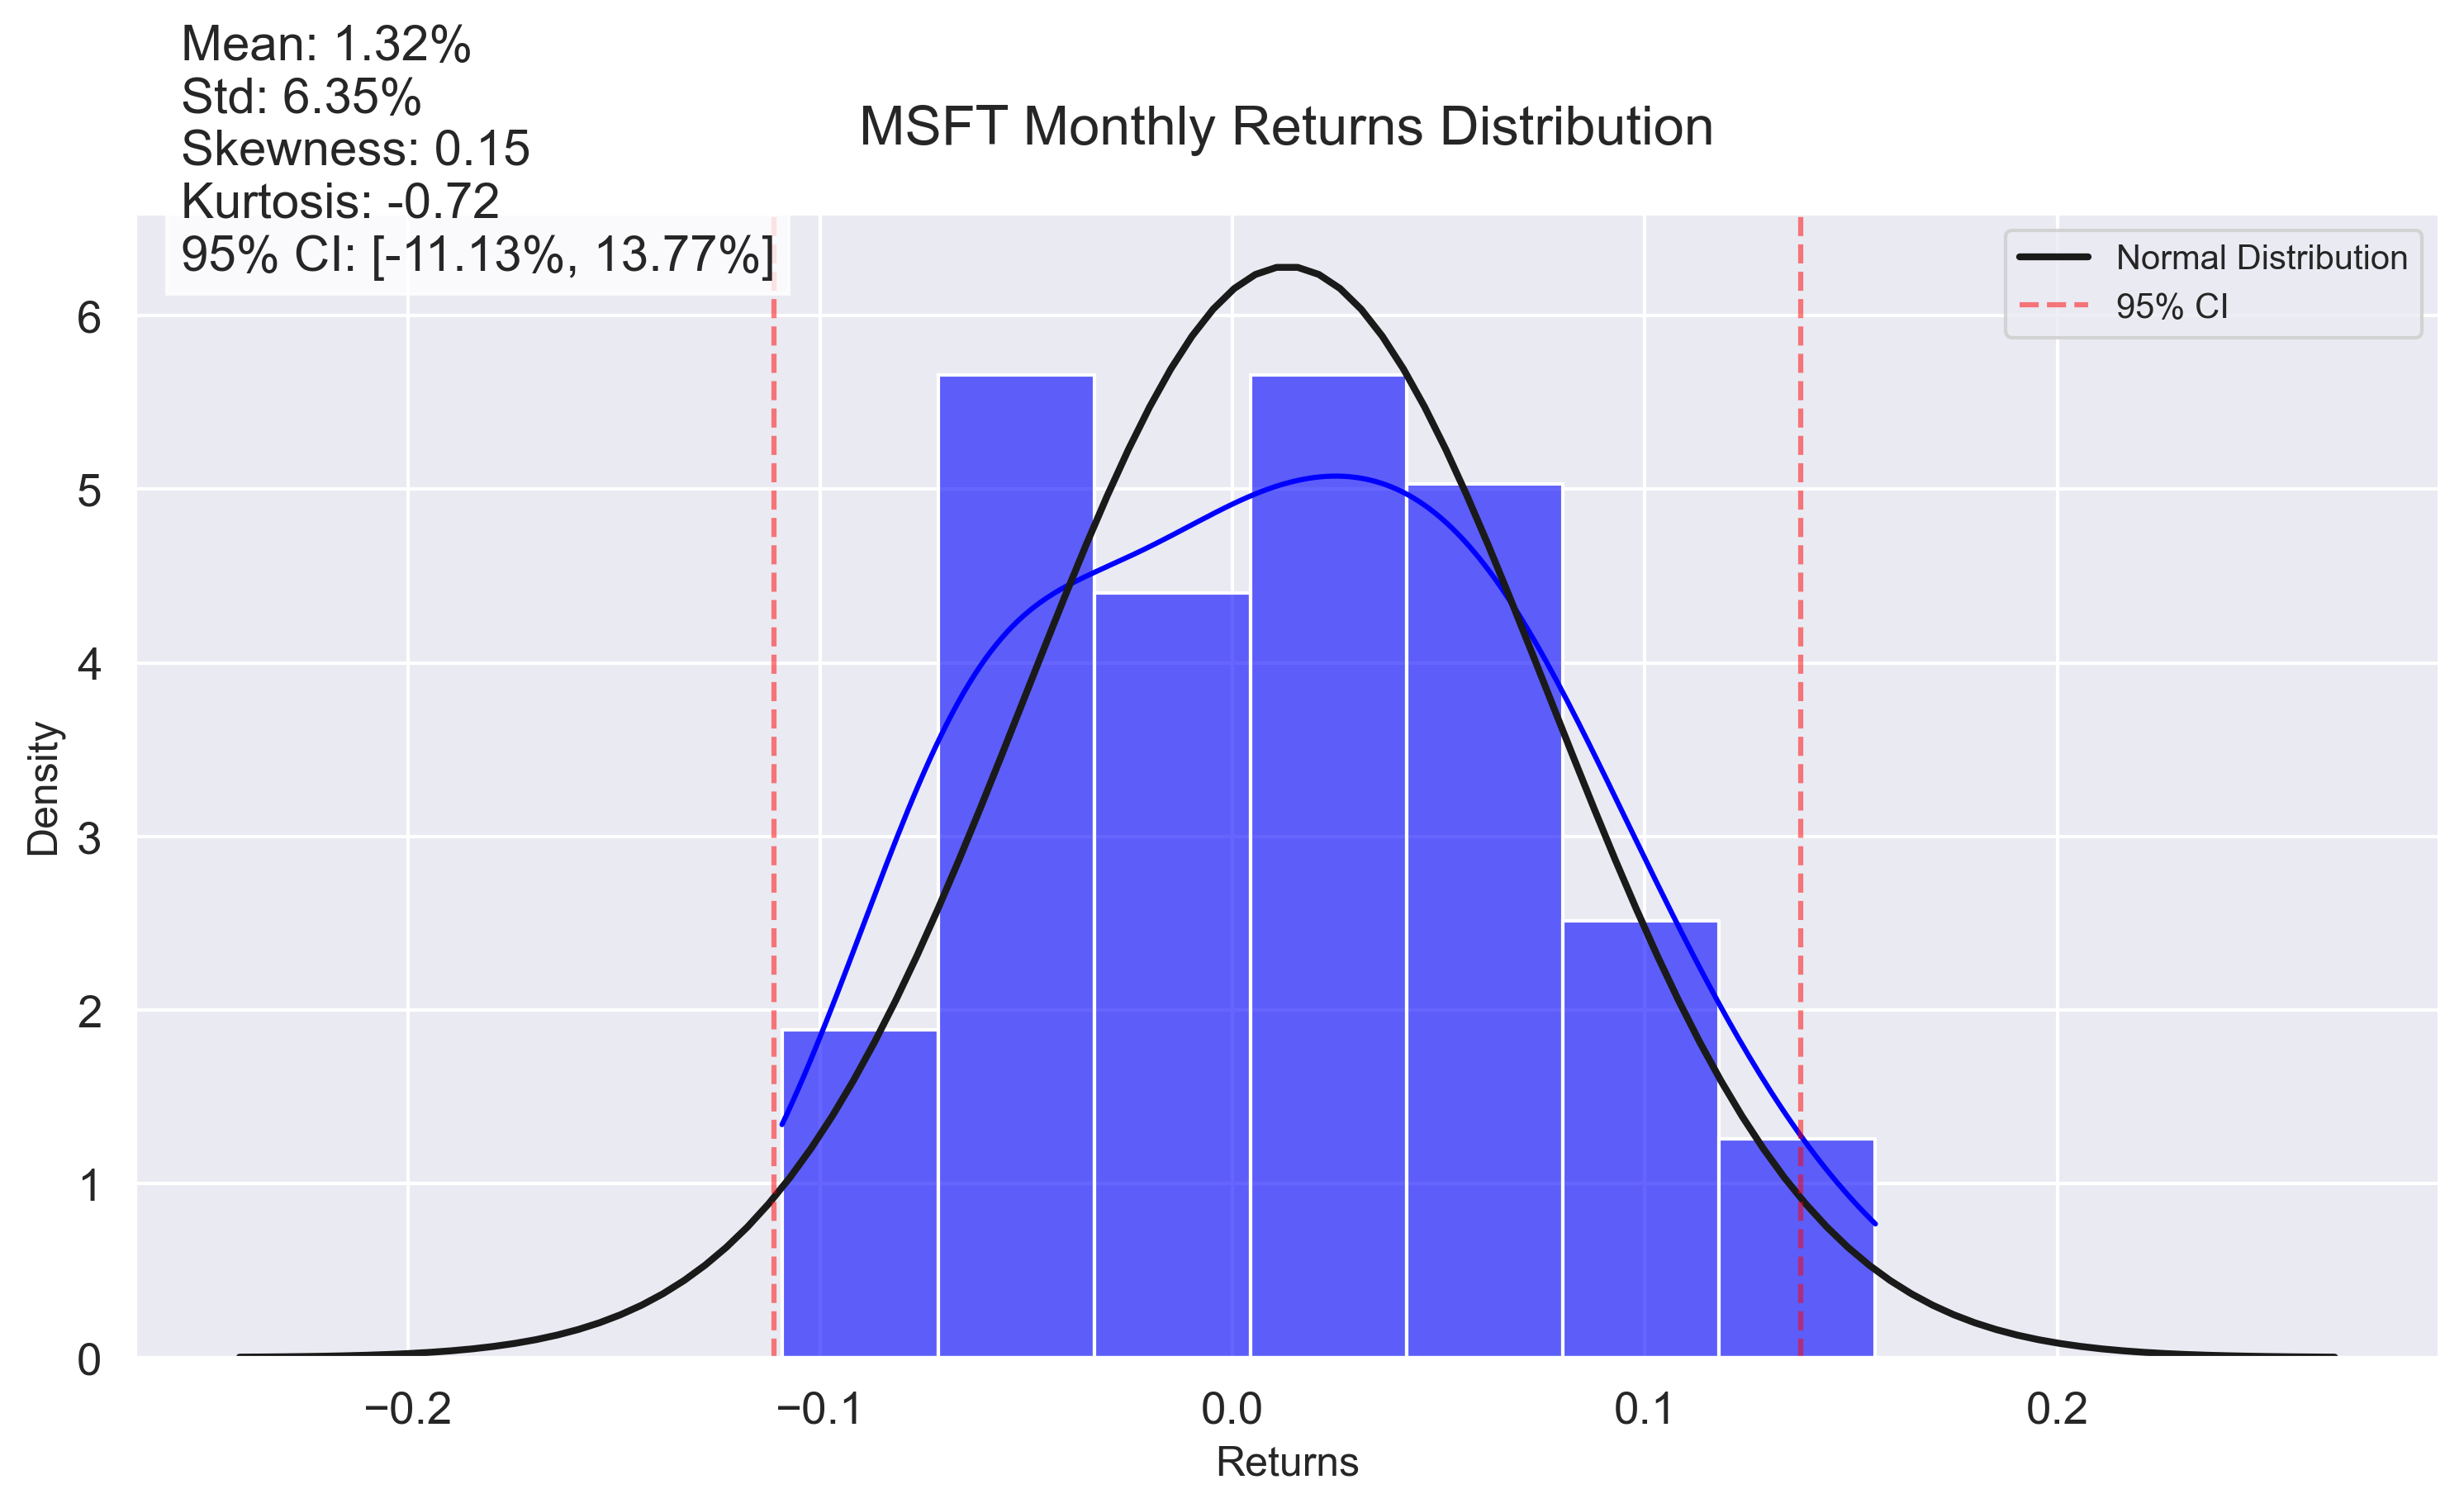 Mean: 1.32%
Std: 6.35%
Skewness: 0.15
Kurtosis: -0.72
95% CI: [-11.13%, 13.77%]
MSFT Monthly Returns Distribution
Normal Distribution
95% CI
Density
6
5
4
3
2
1
0
−0.2
−0.1
0.0
0.1
0.2
Returns